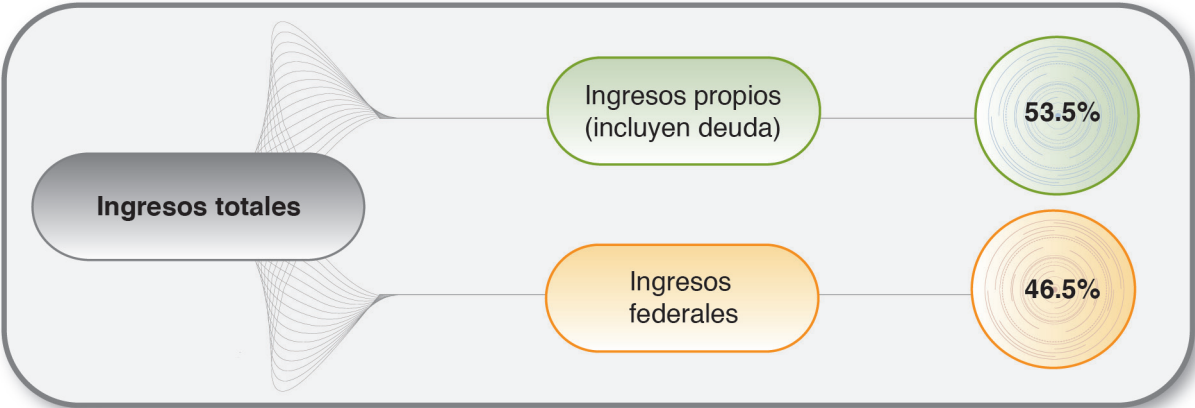 Ingresos totales
Ingresos propios
(incluyen deuda)
53.5%
Ingresos
federales
46.5%